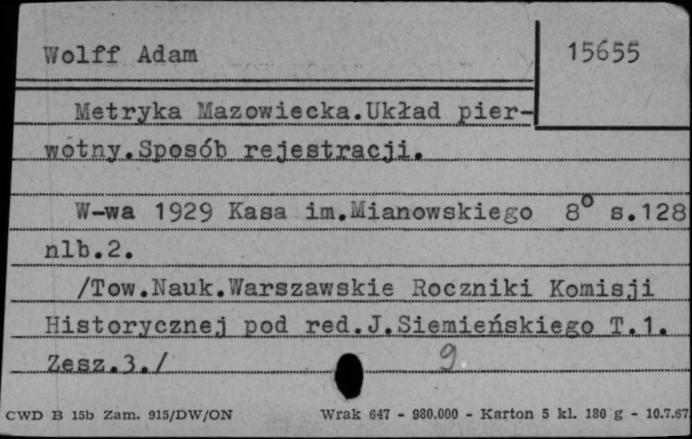 Wolff Adam
15655
Metryka Mazowiecka.Układ pier-
wotny.Sposób rejestracji.
W-wa 1929 Kasa im.Mianowskiego 8° s.128
nlb.2.
/Tow.Nauk.Warszawskie Roczniki Komisji
Historycznej pod red.J.Siemieńskiego T.1.
Zesz.3./ 9.
CWD B 15b Zam. 915/DW/ON Wrak 647 - 980.000 - Karton 5 kl. 180 g - 10.7.67